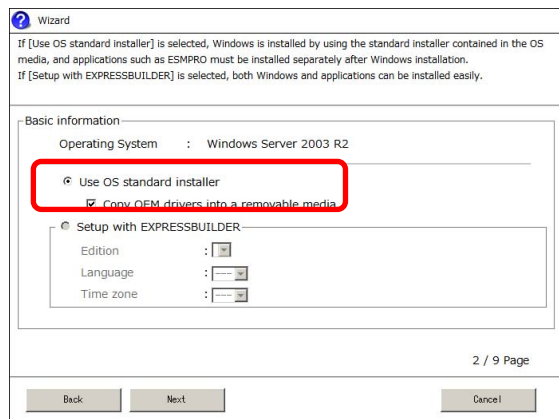 Wizard
If [Use OS standard installer] is selected, Windows is installed by using the standard installer contained in the OS
media, and applications such as ESMPRO must be installed separately after Windows installation.
If [Setup with EXPRESSBUILDER] is selected, both Windows and applications can be installed easily.
Basic information
Operating System : Windows Server 2003 R2
Use OS standard installer
Copy OEM drivers into a removable media
Setup with EXPRESSBUILDER
Edition :
Language : ---
Time zone : ---
2 / 9 Page
Back Next Cancel